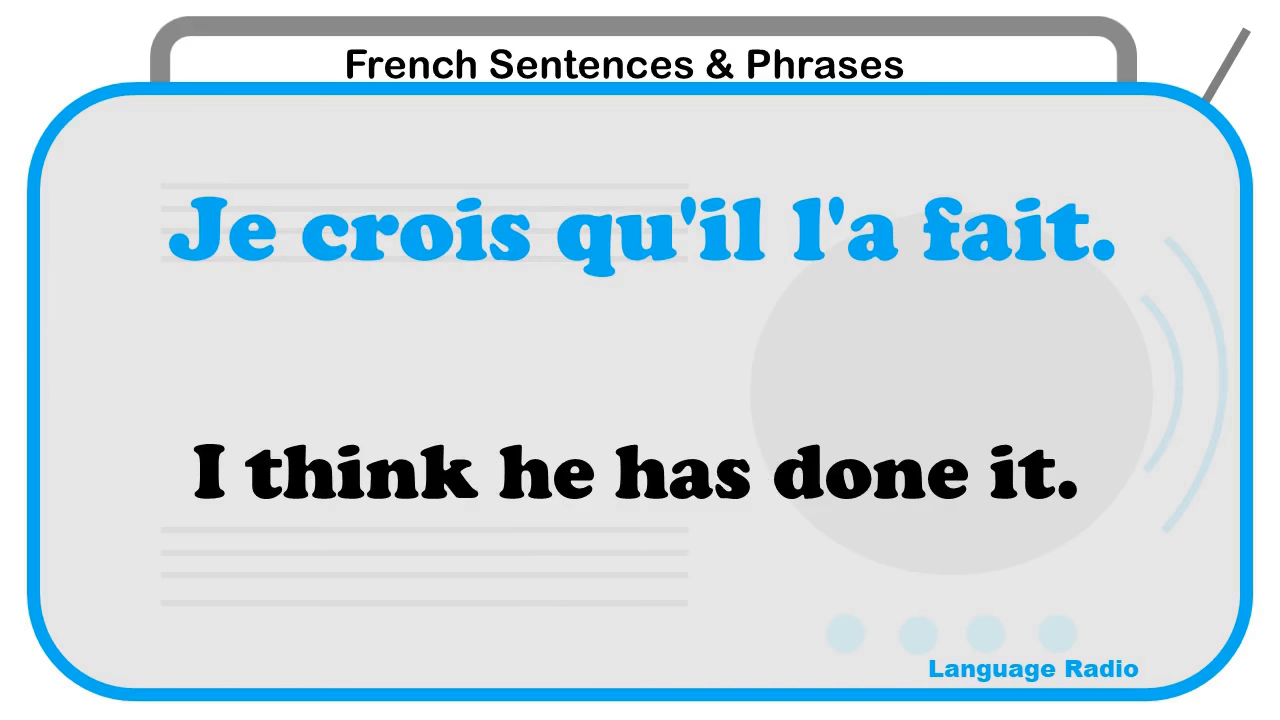 French Sentences & Phrases
Je crois qu'il l'a fait.
I think he has done it.
Language Radio